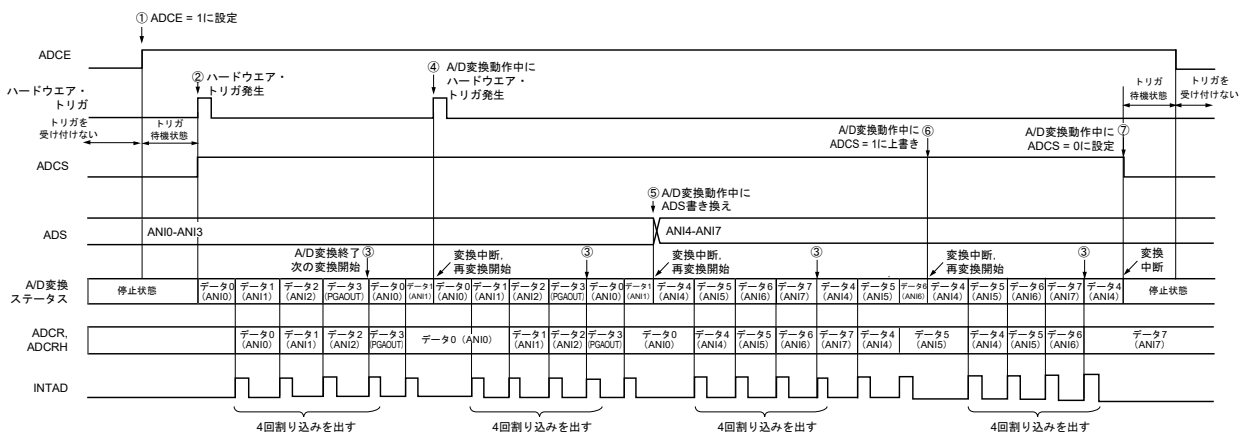 ① ADCE = 1に設定
ADCE
② ハードウエア・
トリガ発生
④ A/D変換動作中に
ハードウエア・
トリガ発生
トリガ
待機状態
トリガを
受け付けない
ハードウエア・
トリガ
トリガを
受け付けない
トリガ
待機状態
A/D変換動作中に ⑥
ADCS = 1に上書き
A/D変換動作中に ⑦
ADCS = 0に設定
ADCS
⑤ A/D変換動作中に
ADS書き換え
ADS
ANI0-ANI3
ANI4-ANI7
A/D変換終了 ③
次の変換開始
変換中断,
再変換開始
③
変換中断,
再変換開始
③
変換中断,
再変換開始
③
変換
中断
A/D変換
ステータス
停止状態
データ0 データ1 データ2 データ3 データ0 データ1 データ0 データ1 データ2 データ3 データ0 データ1 データ4 データ5 データ6 データ7 データ4 データ5 データ6 データ4 データ5 データ6 データ7 データ4
(ANI0) (ANI1) (ANI2) (PGAOUT) (ANI0) (ANI1) (ANI0) (ANI1) (ANI2) (PGAOUT) (ANI0) (ANI1) (ANI4) (ANI5) (ANI6) (ANI7) (ANI4) (ANI5) (ANI6) (ANI4) (ANI5) (ANI6) (ANI7) (ANI4)
停止状態
ADCR,
ADCRH
データ0 データ1 データ2 データ3 データ0 (ANI0) データ1 データ2 データ3 データ0 データ4 データ5 データ6 データ7 データ4 データ5 データ4 データ5 データ6 データ7
(ANI0) (ANI1) (ANI2) (PGAOUT) (ANI1) (ANI2) (PGAOUT) (ANI0) (ANI4) (ANI5) (ANI6) (ANI7) (ANI4) (ANI5) (ANI4) (ANI5) (ANI6) (ANI7)
INTAD
4回割り込みを出す
4回割り込みを出す
4回割り込みを出す
4回割り込みを出す